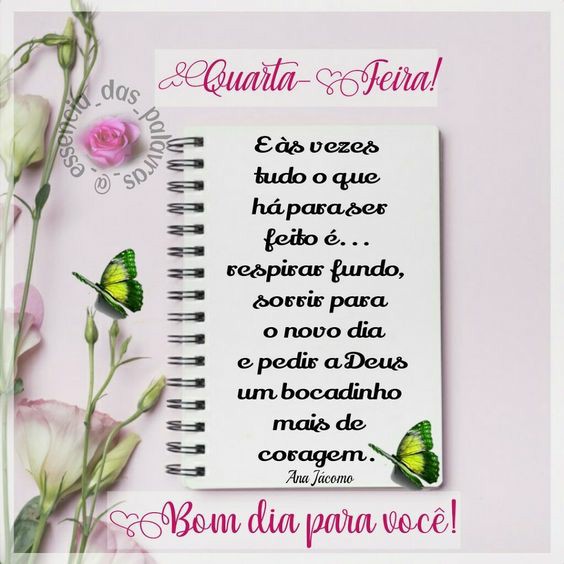 Quarta-Feira!
@_essencia_das_palavras
E às vezes
tudo o que
há para ser
feito é...
respirar fundo,
sorrir para
o novo dia
e pedir a Deus
um bocadinho
mais de
coragem.
Ana Jácomo
Bom dia para você!